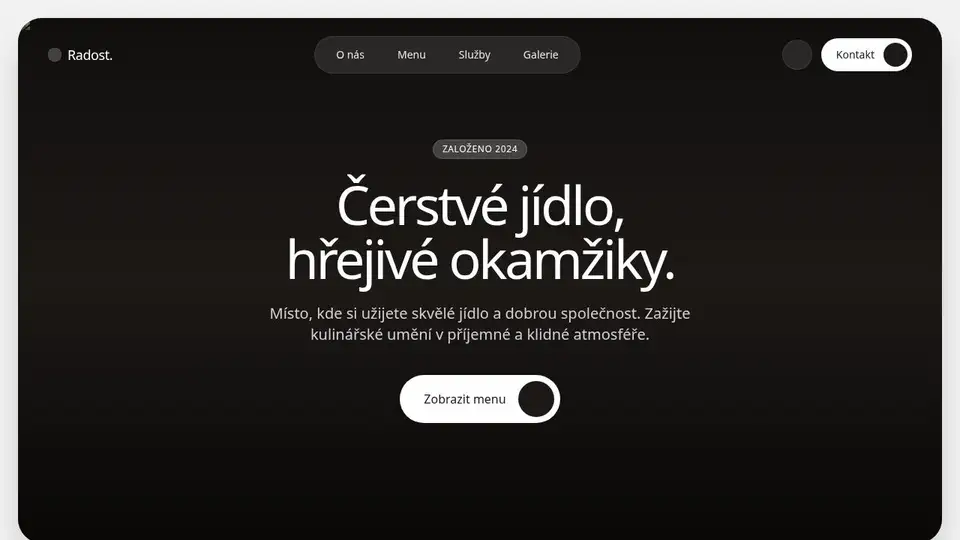 Radost.
O nás
Menu
Služby
Galerie
Kontakt
ZALOŽENO 2024
Čerstvé jídlo,
hřejivé okamžiky.
Místo, kde si užijete skvělé jídlo a dobrou společnost. Zažijte
kulinářské umění v příjemné a klidné atmosféře.
Zobrazit menu